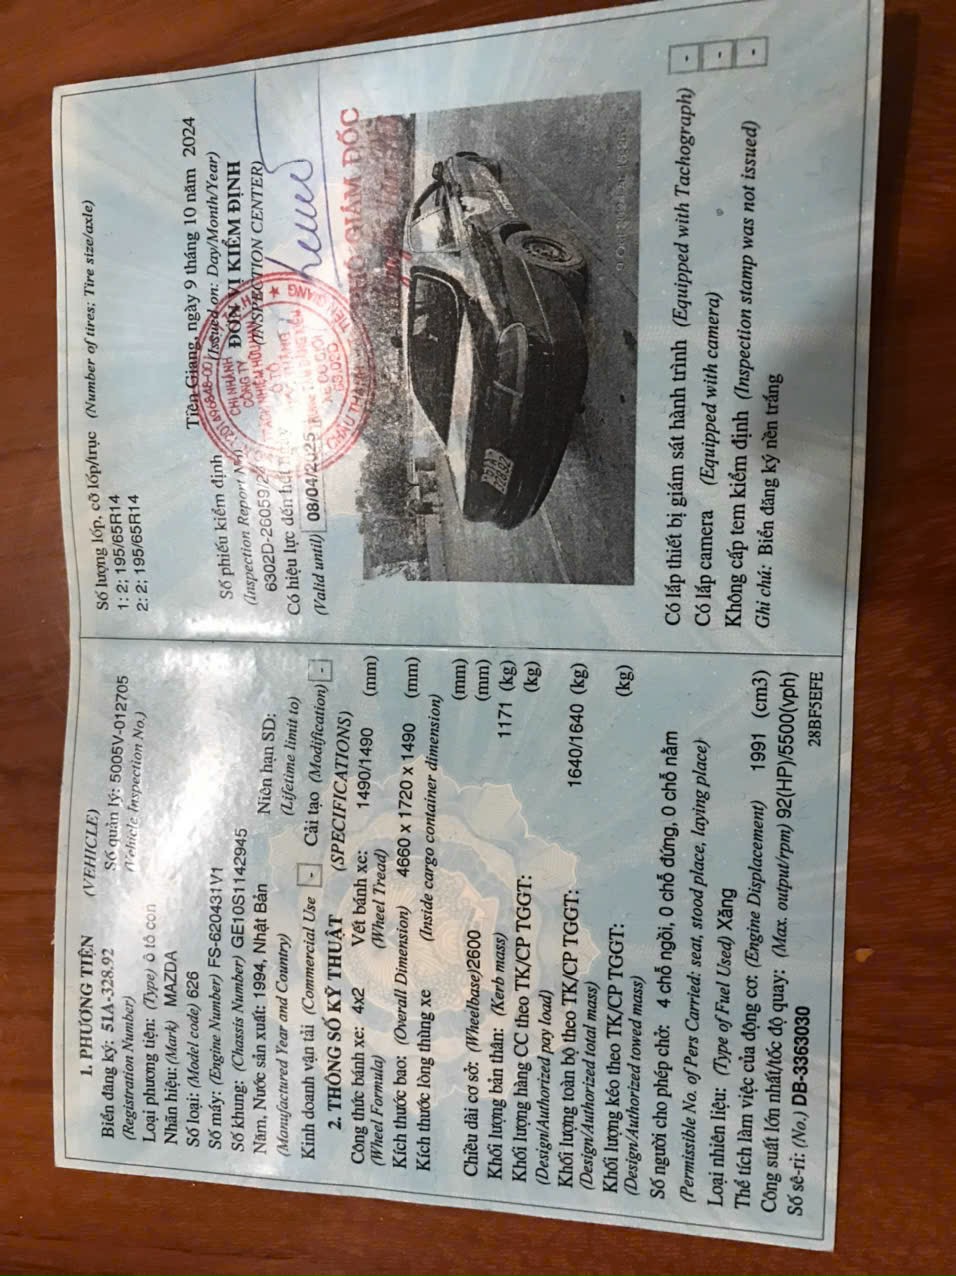 1. PHƯƠNG TIỆN (VEHICLE)
Biển đăng ký: 51A-328.92 Số quản lý: 5005V-012705
(Registration Number) (Vehicle Inspection No.)
Loại phương tiện: (Type) ô tô con
Nhãn hiệu: (Mark) MAZDA
Số loại: (Model code) 626
Số máy: (Engine Number) FS-620431V1
Số khung: (Chassis Number) GE10S1142945
Năm, Nước sản xuất: 1994, Nhật Bản Niên hạn SD:
(Manufactured Year and Country) (Lifetime limit to)
Kinh doanh vận tải (Commercial Use) - Cải tạo (Modification) -
2. THÔNG SỐ KỸ THUẬT (SPECIFICATIONS)
Công thức bánh xe: 4x2 Vết bánh xe: 1490/1490 (mm)
(Wheel Formula) (Wheel Tread)
Kích thước bao: (Overall Dimension) 4660 x 1720 x 1490 (mm)
Kích thước lòng thùng xe (Inside cargo container dimension)
(mm)
Chiều dài cơ sở: (Wheelbase)2600 (mm)
Khối lượng bản thân: (Kerb mass) 1171 (kg)
Khối lượng hàng CC theo TK/CP TGGT: (kg)
(Design/Authorized pay load)
Khối lượng toàn bộ theo TK/CP TGGT: 1640/1640 (kg)
(Design/Authorized total mass)
Khối lượng kéo theo TK/CP TGGT: (kg)
(Design/Authorized towed mass)
Số người cho phép chở: 4 chỗ ngồi, 0 chỗ đứng, 0 chỗ nằm
(Permissible No. of Pers Carried: seat, stood place, laying place)
Loại nhiên liệu: (Type of Fuel Used) Xăng
Thể tích làm việc của động cơ: (Engine Displacement) 1991 (cm3)
Công suất lớn nhất/tốc độ quay: (Max. output/rpm) 92(HP)/5500(vph)
Số sê-ri: (No.) DB-3363030 28BF5EFE
Số lượng lốp, cỡ lốp/trục (Number of tires; Tire size/axle)
1: 2; 195/65R14
2: 2; 195/65R14
Tiền Giang, ngày 9 tháng 10 năm 2024
(Issued on: Day/Month/Year)
Số phiếu kiểm định ĐƠN VỊ KIỂM ĐỊNH
(Inspection Report No) (INSPECTION CENTER)
6302D-26059/2
Có hiệu lực đến hết
(Valid until) 08/04/2025
CHI NHÁNH
CÔNG TY
PHÓ GIÁM ĐỐC
Có lắp thiết bị giám sát hành trình (Equipped with Tachograph) -
Có lắp camera (Equipped with camera) -
Không cấp tem kiểm định (Inspection stamp was not issued) -
Ghi chú: Biển đăng ký nền trắng